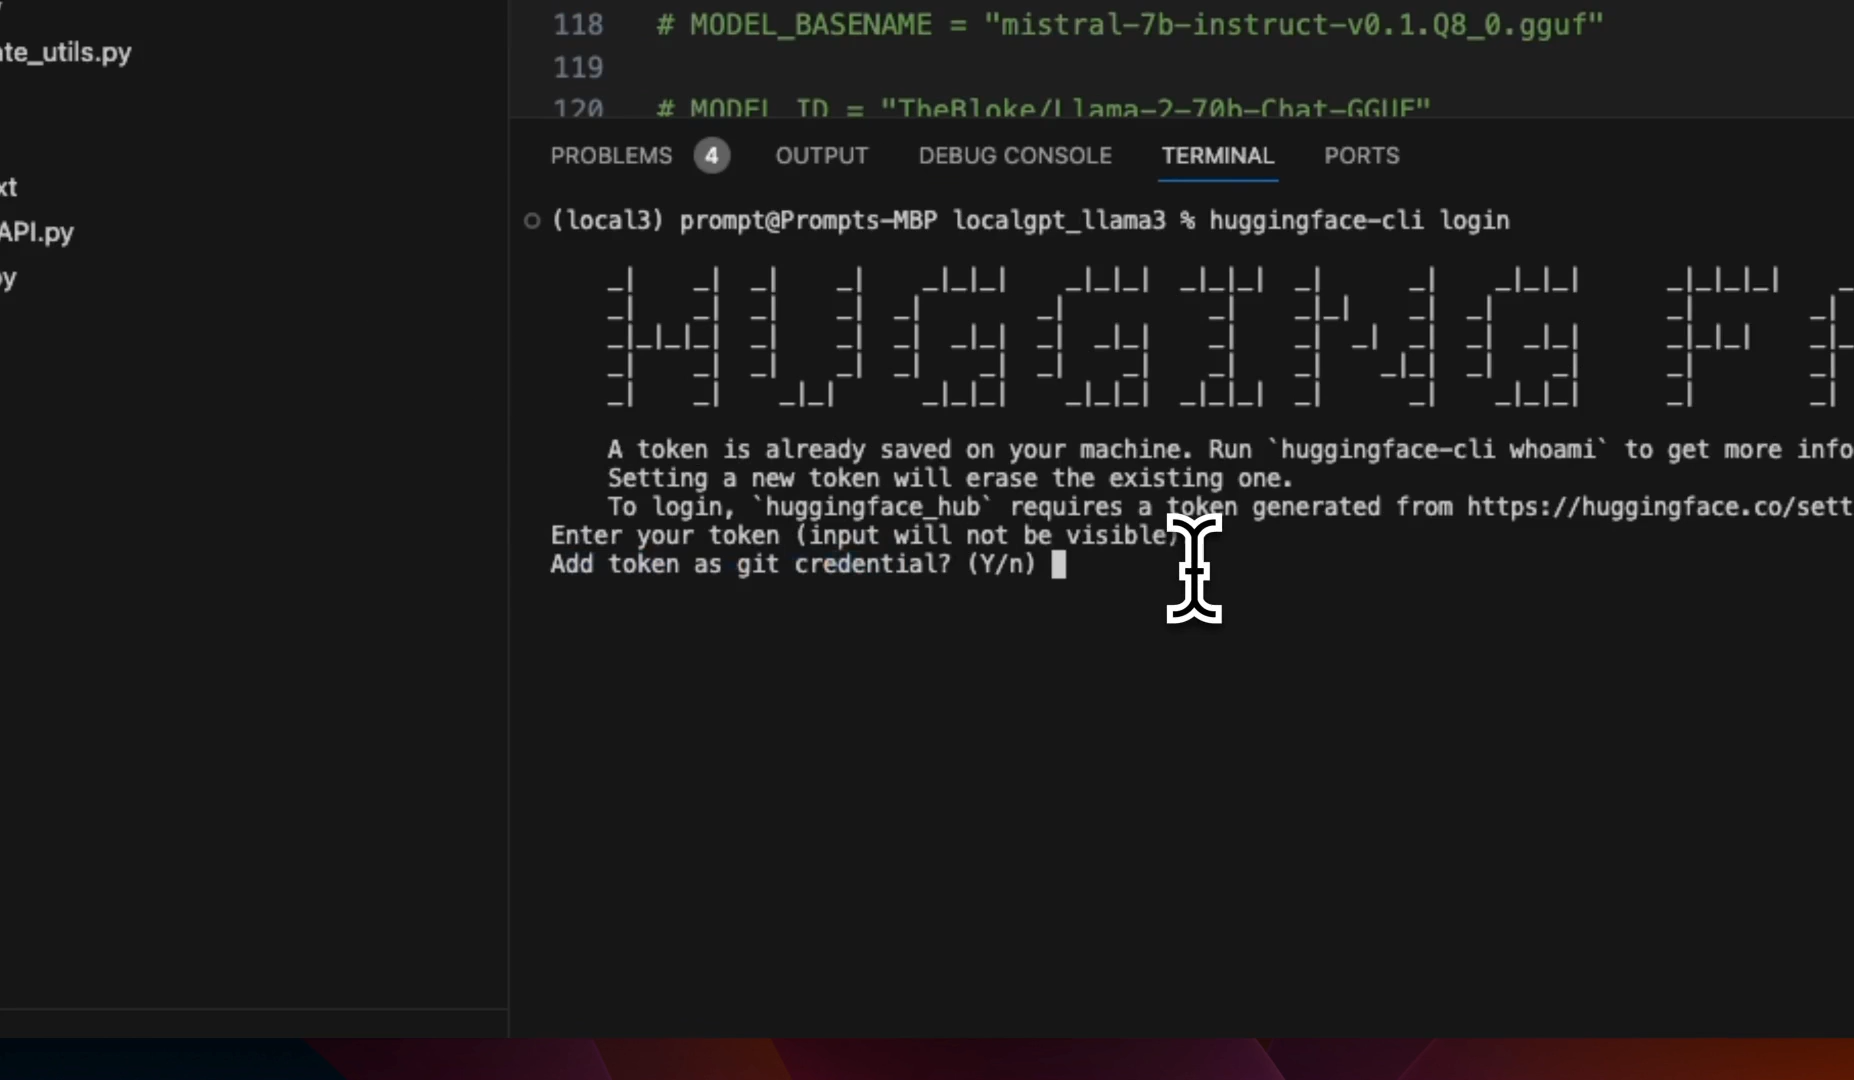 ate_utils.py
xt
API.py
py
118 # MODEL_BASENAME = "mistral-7b-instruct-v0.1.Q8_0.gguf"
119
120 # MODEL_ID = "TheBloke/Llama-2-70b-Chat-GGUF"
PROBLEMS 4 OUTPUT DEBUG CONSOLE TERMINAL PORTS
(local3) prompt@Prompts-MBP localgpt_llama3 % huggingface-cli login
HUGGING FA
A token is already saved on your machine. Run `huggingface-cli whoami` to get more info
Setting a new token will erase the existing one.
To login, `huggingface_hub` requires a token generated from https://huggingface.co/sett
Enter your token (input will not be visible)
Add token as git credential? (Y/n)